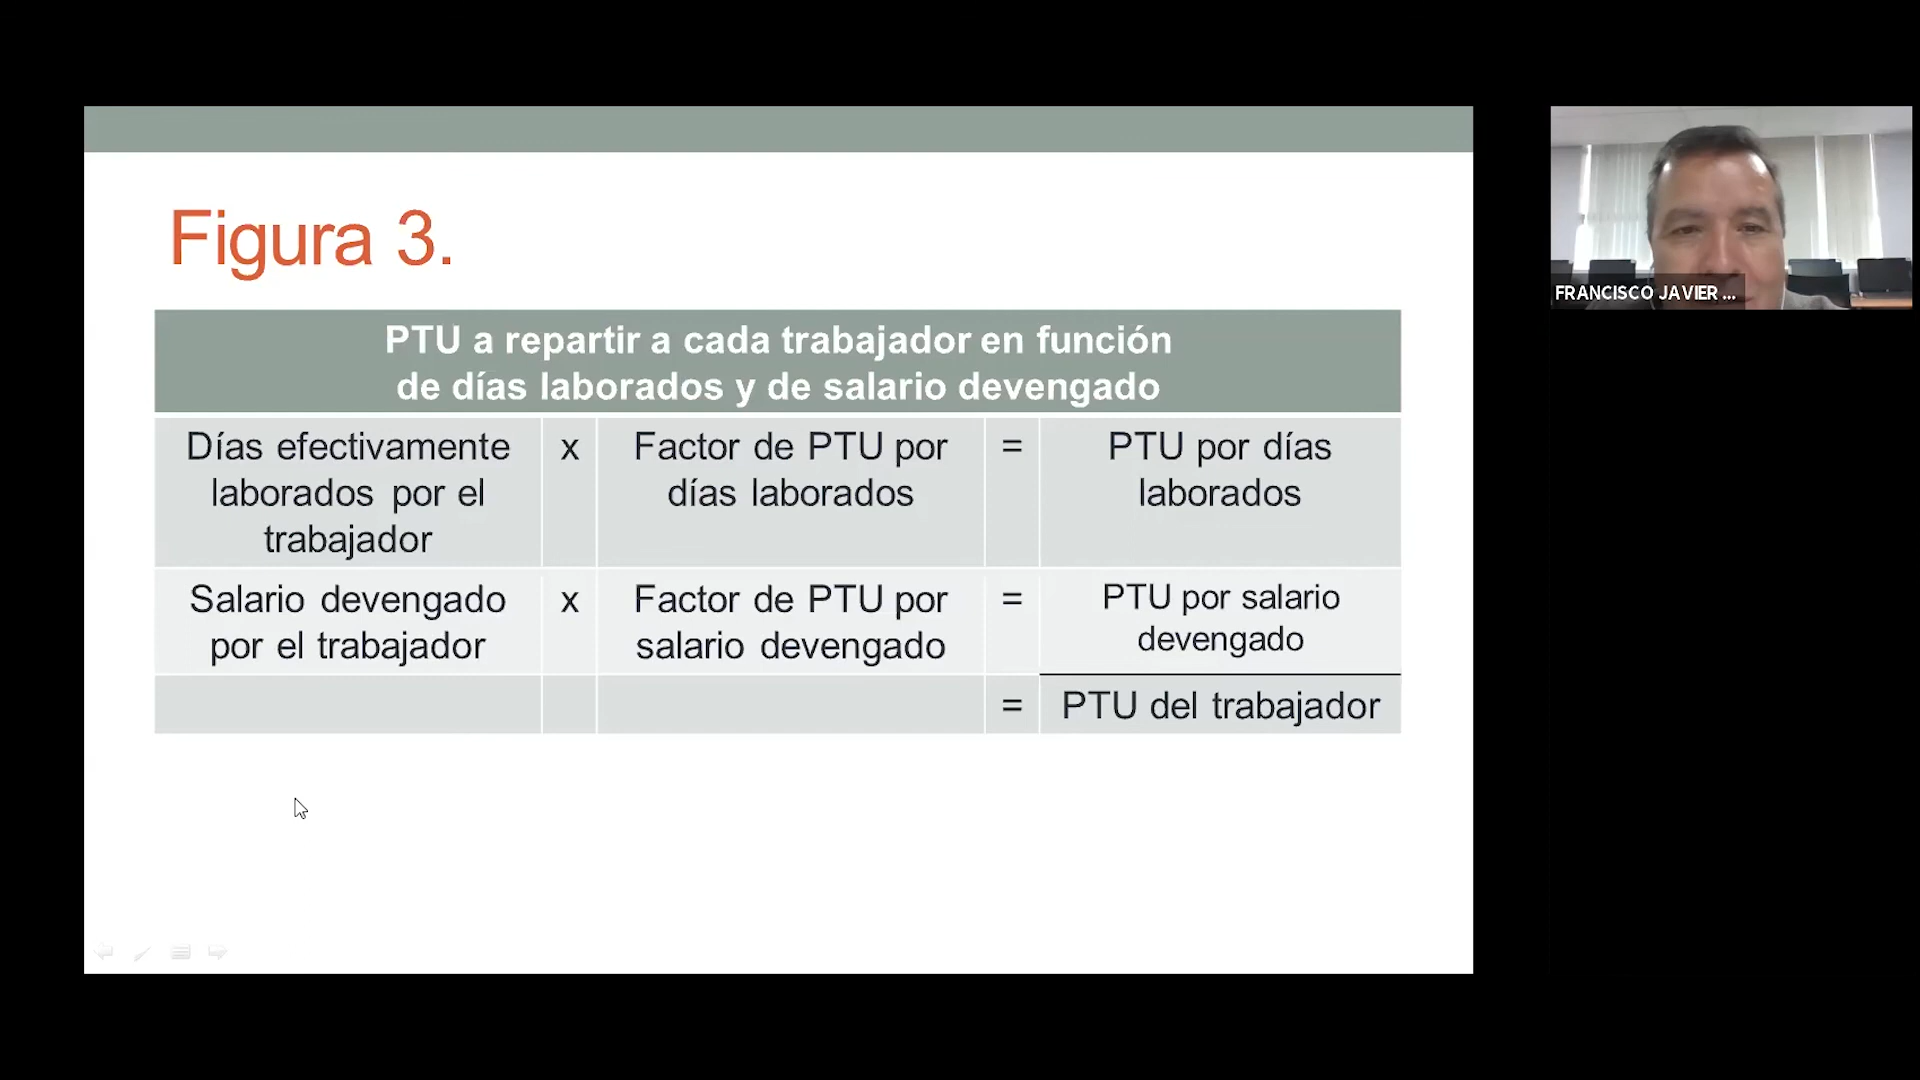 Figura 3.
PTU a repartir a cada trabajador en función
de días laborados y de salario devengado
Días efectivamente
laborados por el
trabajador
x
Factor de PTU por
días laborados
=
PTU por días
laborados
Salario devengado
por el trabajador
x
Factor de PTU por
salario devengado
=
PTU por salario
devengado
=
PTU del trabajador
FRANCISCO JAVIER ...